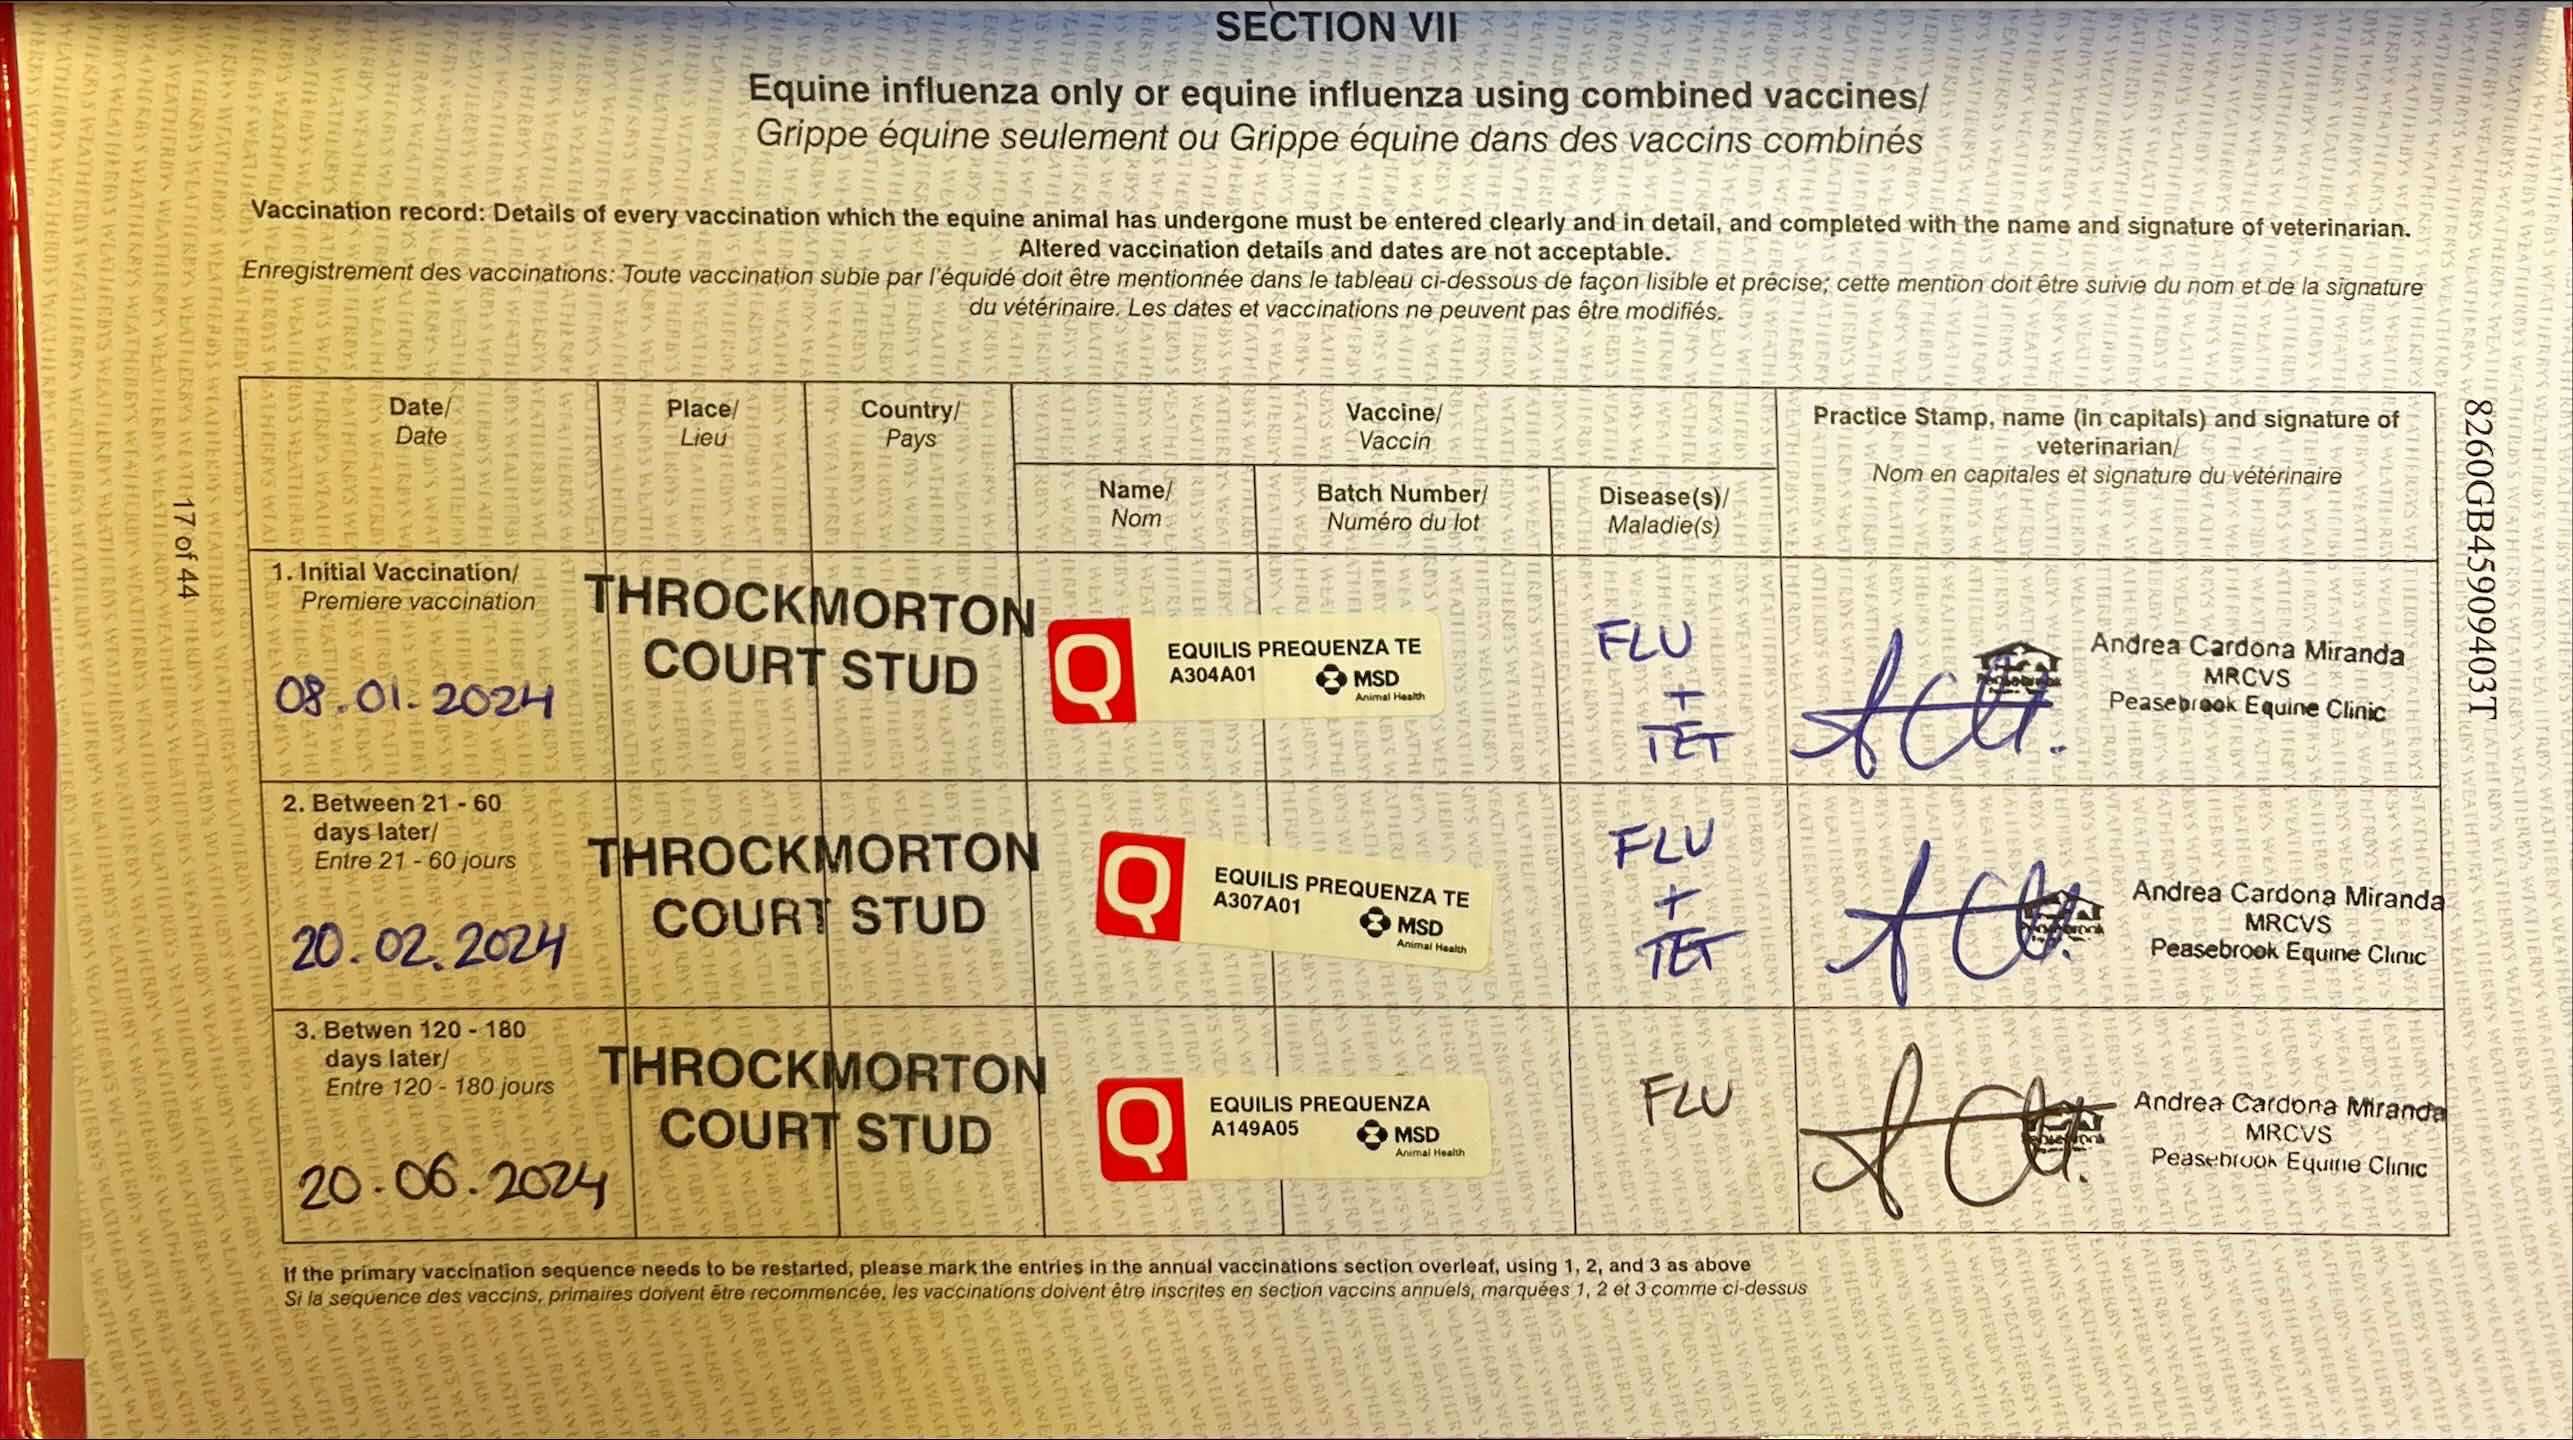 SECTION VII
Equine influenza only or equine influenza using combined vaccines/
Grippe équine seulement ou Grippe équine dans des vaccins combinés
Vaccination record: Details of every vaccination which the equine animal has undergone must be entered clearly and in detail, and completed with the name and signature of veterinarian.
Altered vaccination details and dates are not acceptable.
Enregistrement des vaccinations: Toute vaccination subie par l'équidé doit être mentionnée dans le tableau ci-dessous de façon lisible et précise; cette mention doit être suivie du nom et de la signature
du vétérinaire. Les dates et vaccinations ne peuvent pas être modifiés.
Date/
Date
Place/
Lieu
Country/
Pays
Vaccine/
Vaccin
Name/
Nom
Batch Number/
Numéro du lot
Disease(s)/
Maladie(s)
Practice Stamp, name (in capitals) and signature of
veterinarian/
Nom en capitales et signature du vétérinaire
1. Initial Vaccination/
Premiere vaccination
08.01.2024
THROCKMORTON
COURT STUD
Q
EQUILIS PREQUENZA TE
A304A01
MSD
Animal Health
FLU
+
TET
Andrea Cardona Miranda
MRCVS
Peasebrook Equine Clinic
2. Between 21 - 60
days later/
Entre 21 - 60 jours
20.02.2024
THROCKMORTON
COURT STUD
Q
EQUILIS PREQUENZA TE
A307A01
MSD
Animal Health
FLU
+
TET
Andrea Cardona Miranda
MRCVS
Peasebrook Equine Clinic
3. Betwen 120 - 180
days later/
Entre 120 - 180 jours
20.06.2024
THROCKMORTON
COURT STUD
Q
EQUILIS PREQUENZA
A149A05
MSD
Animal Health
FLU
Andrea Cardona Miranda
MRCVS
Peasebrook Equine Clinic
If the primary vaccination sequence needs to be restarted, please mark the entries in the annual vaccinations section overleaf, using 1, 2, and 3 as above
Si la sequence des vaccins, primaires doivent être recommencée, les vaccinations doivent être inscrites en section vaccins annuels, marquées 1, 2 et 3 comme ci-dessus
17 of 44
8260GB45909403T